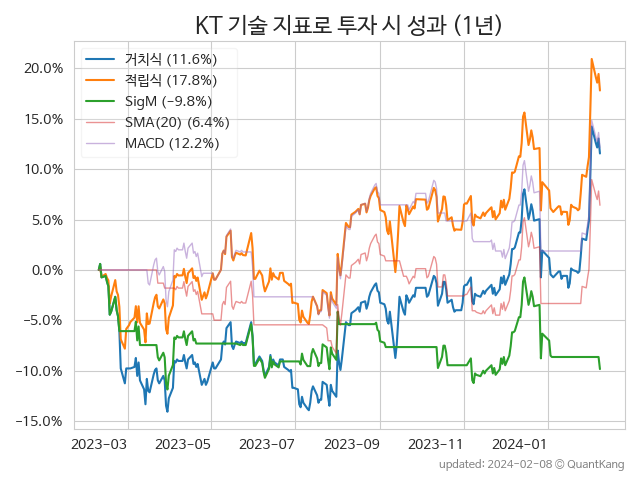 KT 기술 지표로 투자 시 성과 (1년)
거치식 (11.6%)
적립식 (17.8%)
SigM (−9.8%)
SMA(20) (6.4%)
MACD (12.2%)
20.0%
15.0%
10.0%
5.0%
0.0%
−5.0%
−10.0%
−15.0%
2023-03 2023-05 2023-07 2023-09 2023-11 2024-01
updated: 2024-02-08 ⓒ QuantKang